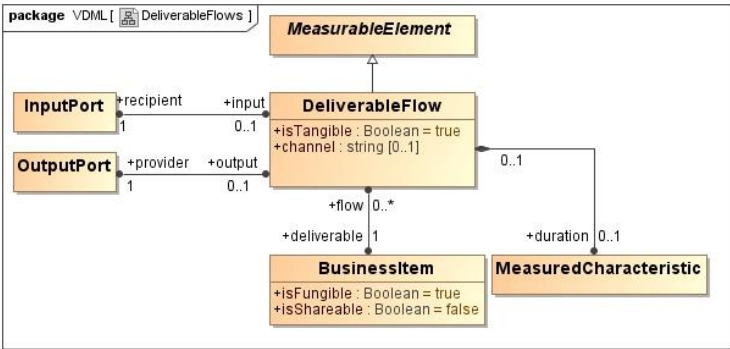 package VDML [ DeliverableFlows ]
MeasurableElement
InputPort
+recipient
+input
1
0..1
DeliverableFlow
+isTangible : Boolean = true
+channel : string [0..1]
OutputPort
+provider
+output
1
0..1
0..1
+flow 0..*
+deliverable 1
+duration 0..1
BusinessItem
+isFungible : Boolean = true
+isShareable : Boolean = false
MeasuredCharacteristic